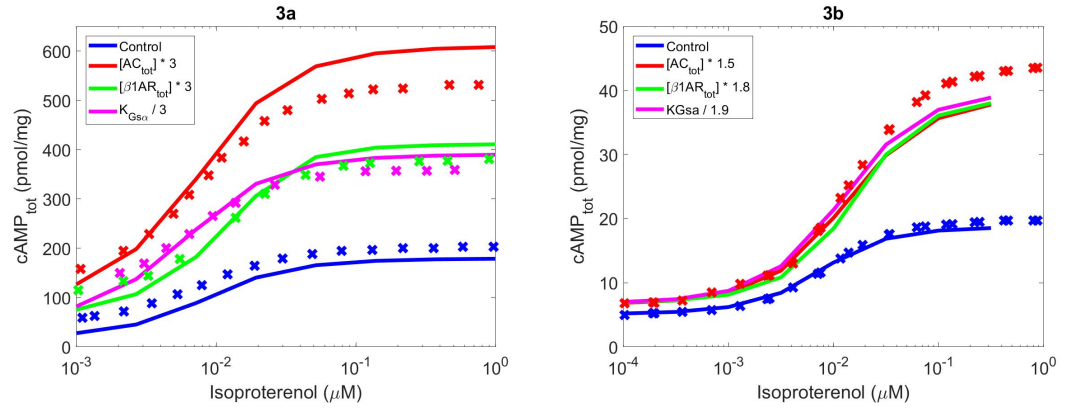 3a
cAMP_tot (pmol/mg)
600
500
400
300
200
100
0
Control
[AC_tot] * 3
[β1AR_tot] * 3
K_Gsα / 3
10^-3
10^-2
10^-1
10^0
Isoproterenol (μM)
3b
cAMP_tot (pmol/mg)
50
40
30
20
10
0
Control
[AC_tot] * 1.5
[β1AR_tot] * 1.8
KGsa / 1.9
10^-4
10^-3
10^-2
10^-1
10^0
Isoproterenol (μM)